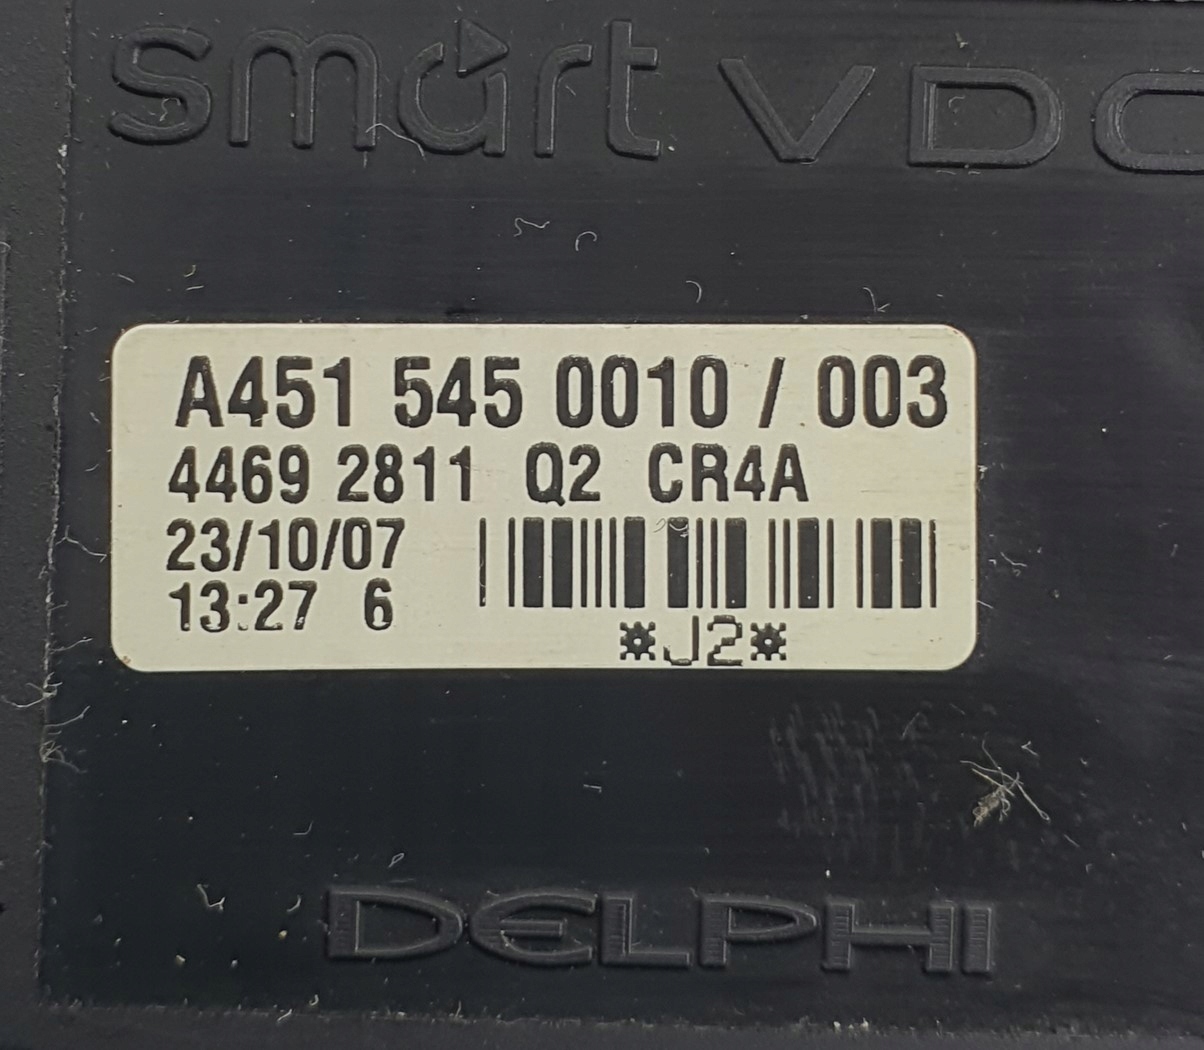 smart VDO
A451 545 0010 / 003
4469 2811 Q2 CR4A
23/10/07
13:27 6
*J2*
DELPHI